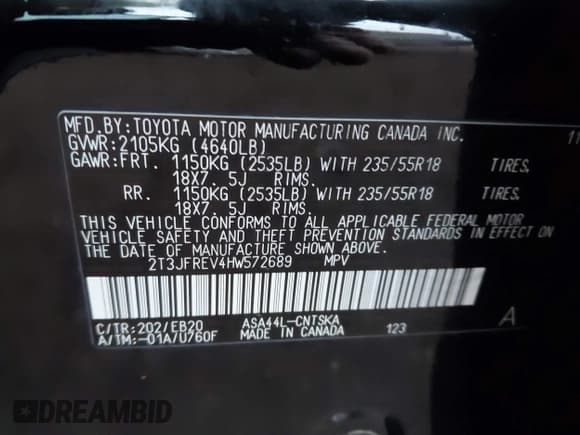 MFD.BY:TOYOTA MOTOR MANUFACTURING CANADA INC. 11
GVWR:2105KG (4640LB)
GAWR:FRT. 1150KG (2535LB) WITH 235/55R18 TIRES.
18X7. 5J RIMS.
RR. 1150KG (2535LB) WITH 235/55R18 TIRES.
18X7. 5J RIMS.
THIS VEHICLE CONFORMS TO ALL APPLICABLE FEDERAL MOTOR
VEHICLE SAFETY AND THEFT PREVENTION STANDARDS IN EFFECT ON
THE DATE OF MANUFACTURE SHOWN ABOVE.
2T3JFREV4HW572689 MPV
C/TR:202/EB20 ASA44L-CNTSKA A
A/TM:-01A/U760F MADE IN CANADA 123
DREAMBID